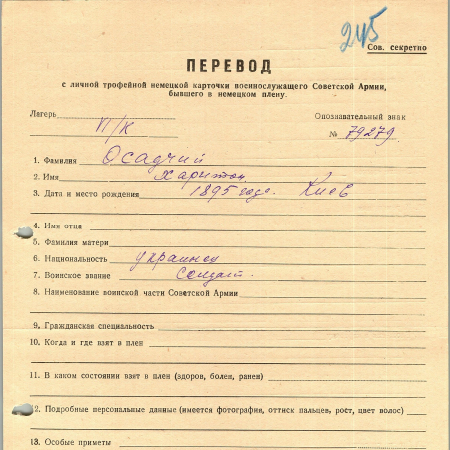 245
Сов. секретно
ПЕРЕВОД
с личной трофейной немецкой карточки военнослужащего Советской Армии,
бывшего в немецком плену.
Лагерь П/К Опознавательный знак
№ 79279
1. Фамилия Осадчий
2. Имя Харитон
3. Дата и место рождения 1895 года. Киев
4. Имя отца
5. Фамилия матери
6. Национальность украинец
7. Воинское звание солдат.
8. Наименование воинской части Советской Армии
9. Гражданская специальность
10. Когда и где взят в плен
11. В каком состоянии взят в плен (здоров, болен, ранен)
2. Подробные персональные данные (имеется фотография, оттиск пальцев, рост, цвет волос)
13. Особые приметы